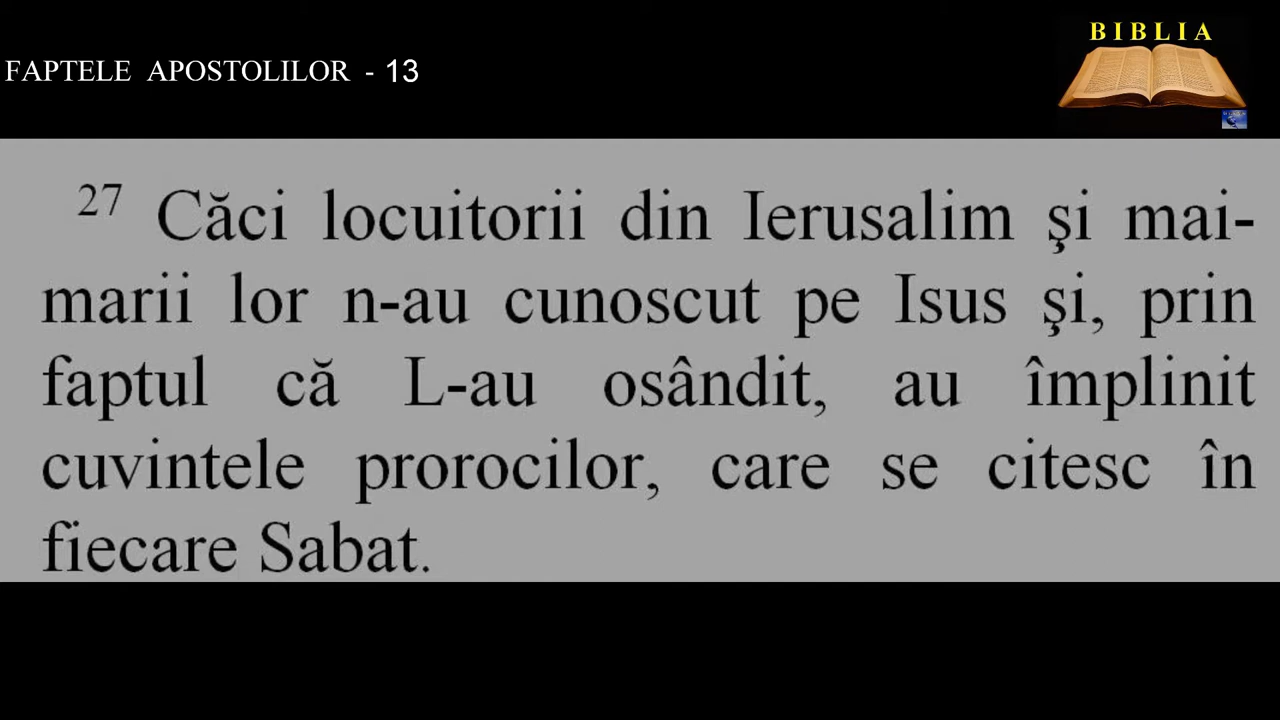 BIBLIA
FAPTELE APOSTOLILOR - 13
27 Căci locuitorii din Ierusalim şi mai-
marii lor n-au cunoscut pe Isus şi, prin
faptul că L-au osândit, au împlinit
cuvintele prorocilor, care se citesc în
fiecare Sabat.